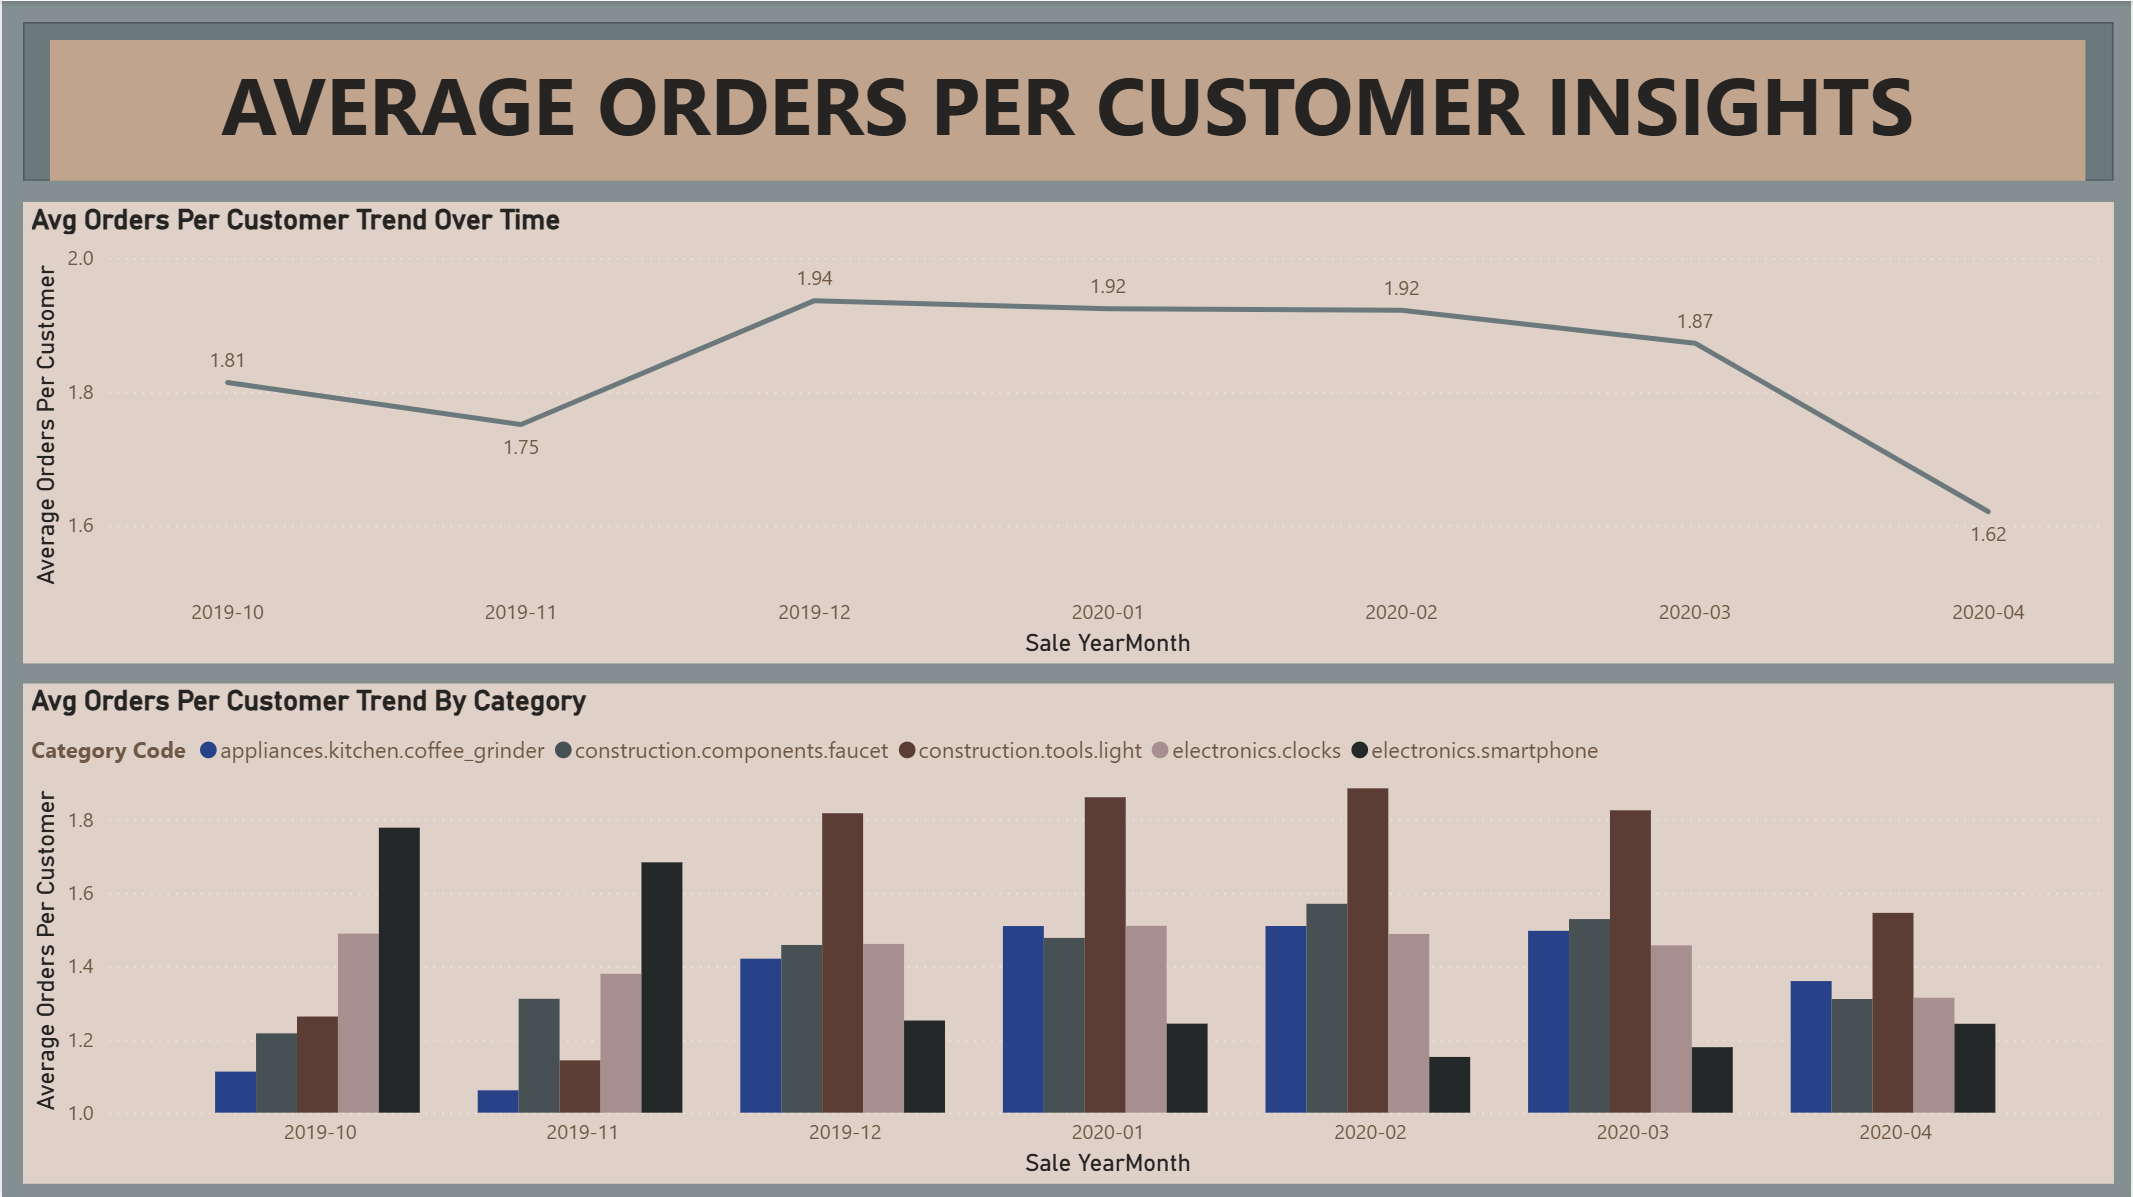 AVERAGE ORDERS PER CUSTOMER INSIGHTS
Avg Orders Per Customer Trend Over Time
Average Orders Per Customer
2.0
1.8
1.6
1.81
1.75
1.94
1.92
1.92
1.87
1.62
2019-10 2019-11 2019-12 2020-01 2020-02 2020-03 2020-04
Sale YearMonth
Avg Orders Per Customer Trend By Category
Category Code appliances.kitchen.coffee_grinder construction.components.faucet construction.tools.light electronics.clocks electronics.smartphone
Average Orders Per Customer
1.8
1.6
1.4
1.2
1.0
2019-10 2019-11 2019-12 2020-01 2020-02 2020-03 2020-04
Sale YearMonth